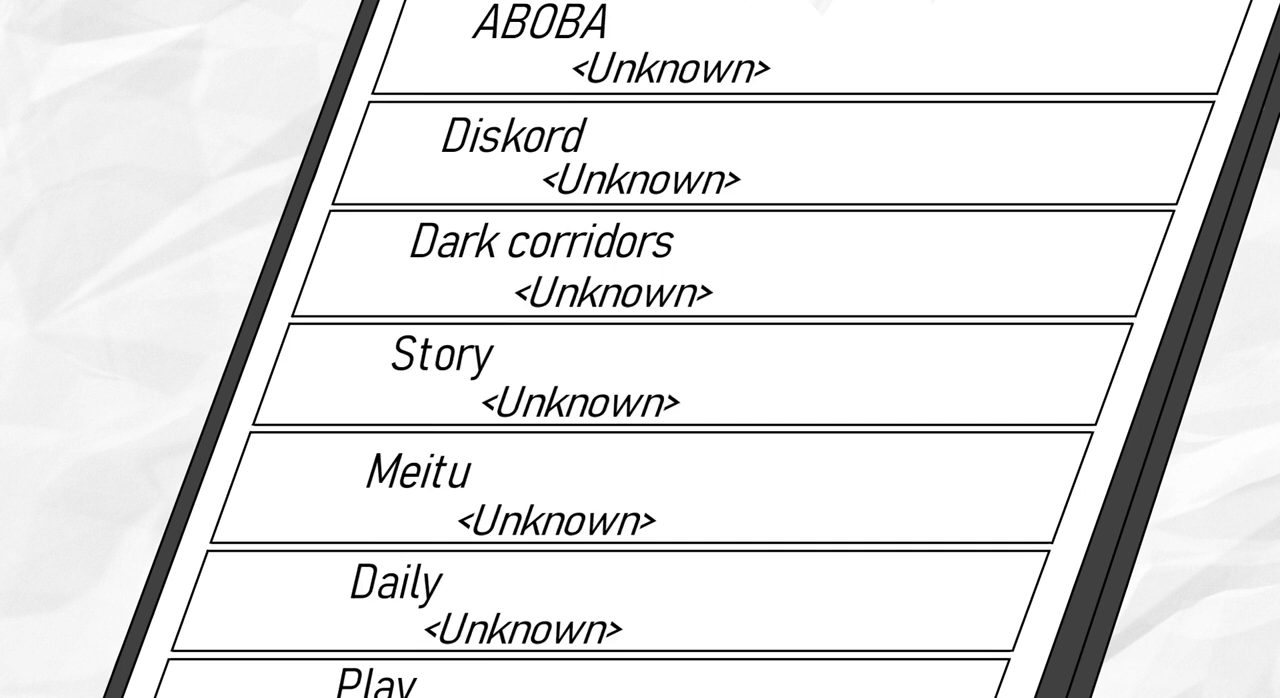 ABOBA
<Unknown>
Diskord
<Unknown>
Dark corridors
<Unknown>
Story
<Unknown>
Meitu
<Unknown>
Daily
<Unknown>
Play